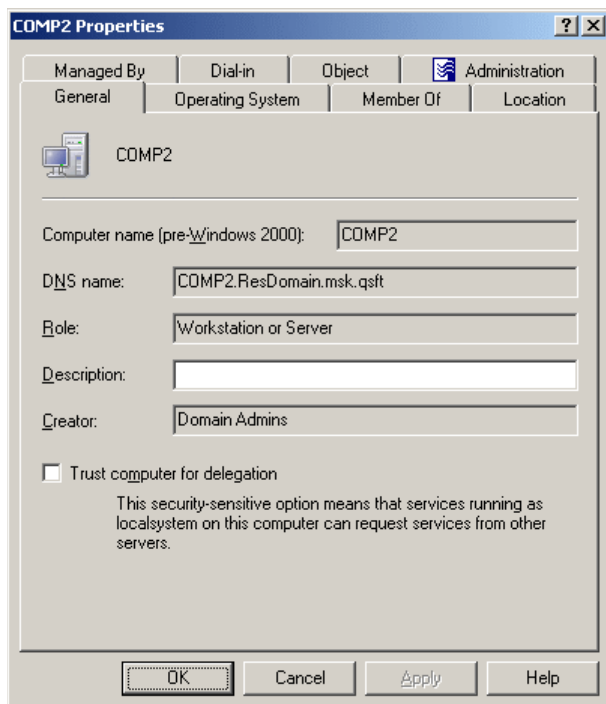 COMP2 Properties
Managed By
Dial-in
Object
Administration
General
Operating System
Member Of
Location
COMP2
Computer name (pre-Windows 2000):
COMP2
DNS name:
COMP2.ResDomain.msk.qsft
Role:
Workstation or Server
Description:
Creator:
Domain Admins
Trust computer for delegation
This security-sensitive option means that services running as
localsystem on this computer can request services from other
servers.
OK
Cancel
Apply
Help